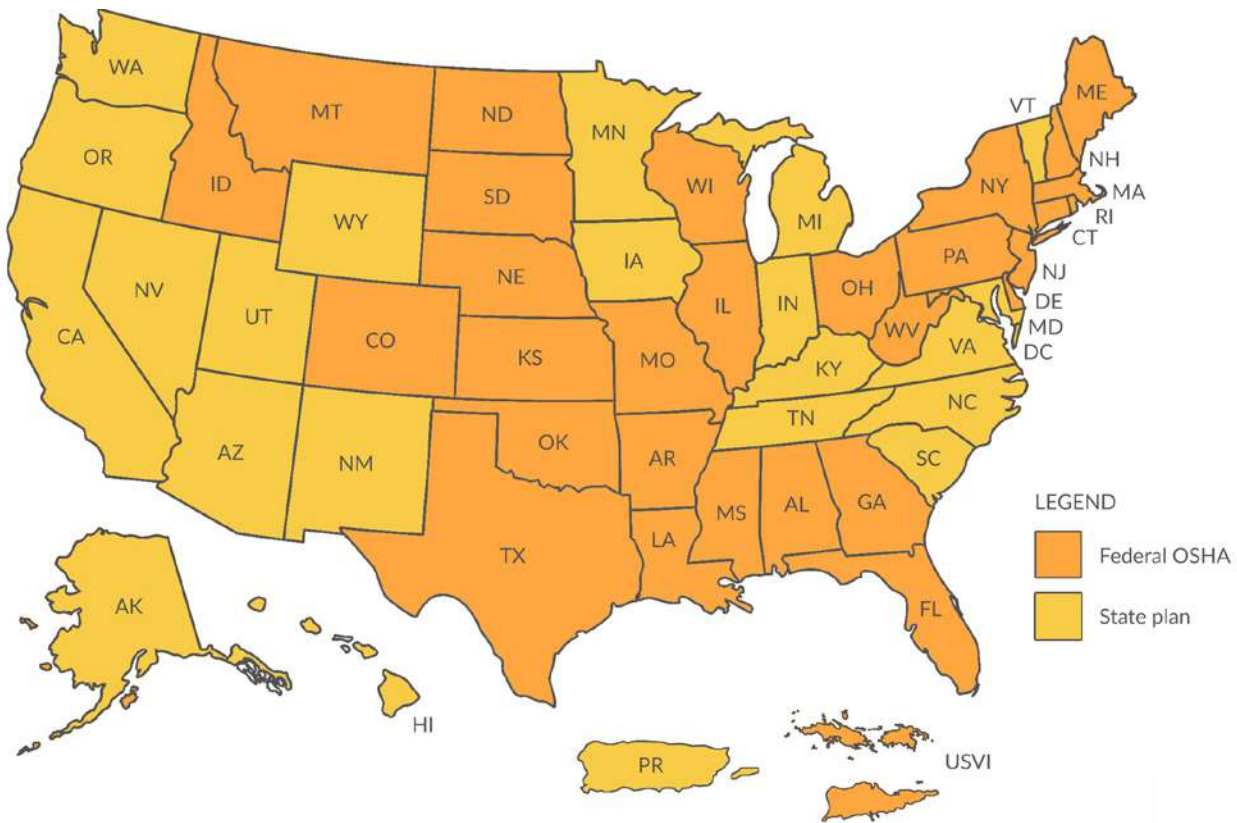 WA
MT
ND
MN
VT
ME
OR
ID
SD
WI
NY
NH
WY
MI
MA
RI
CT
IA
NE
PA
NJ
NV
UT
CO
IL
IN
OH
DE
CA
WV
MD
KS
MO
KY
VA
DC
NC
AZ
NM
OK
TN
AR
SC
MS
AL
GA
LEGEND
LA
TX
Federal OSHA
AK
FL
State plan
HI
PR
USVI